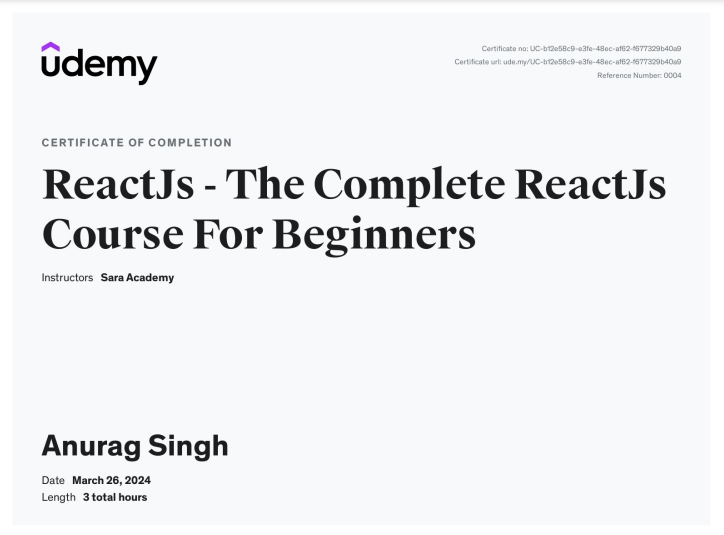 udemy
Certificate no: UC-b12e58c9-e3fe-48ec-af62-f677329b40a9
Certificate url: ude.my/UC-b12e58c9-e3fe-48ec-af62-f677329b40a9
Reference Number: 0004
CERTIFICATE OF COMPLETION
ReactJs - The Complete ReactJs
Course For Beginners
Instructors Sara Academy
Anurag Singh
Date March 26, 2024
Length 3 total hours